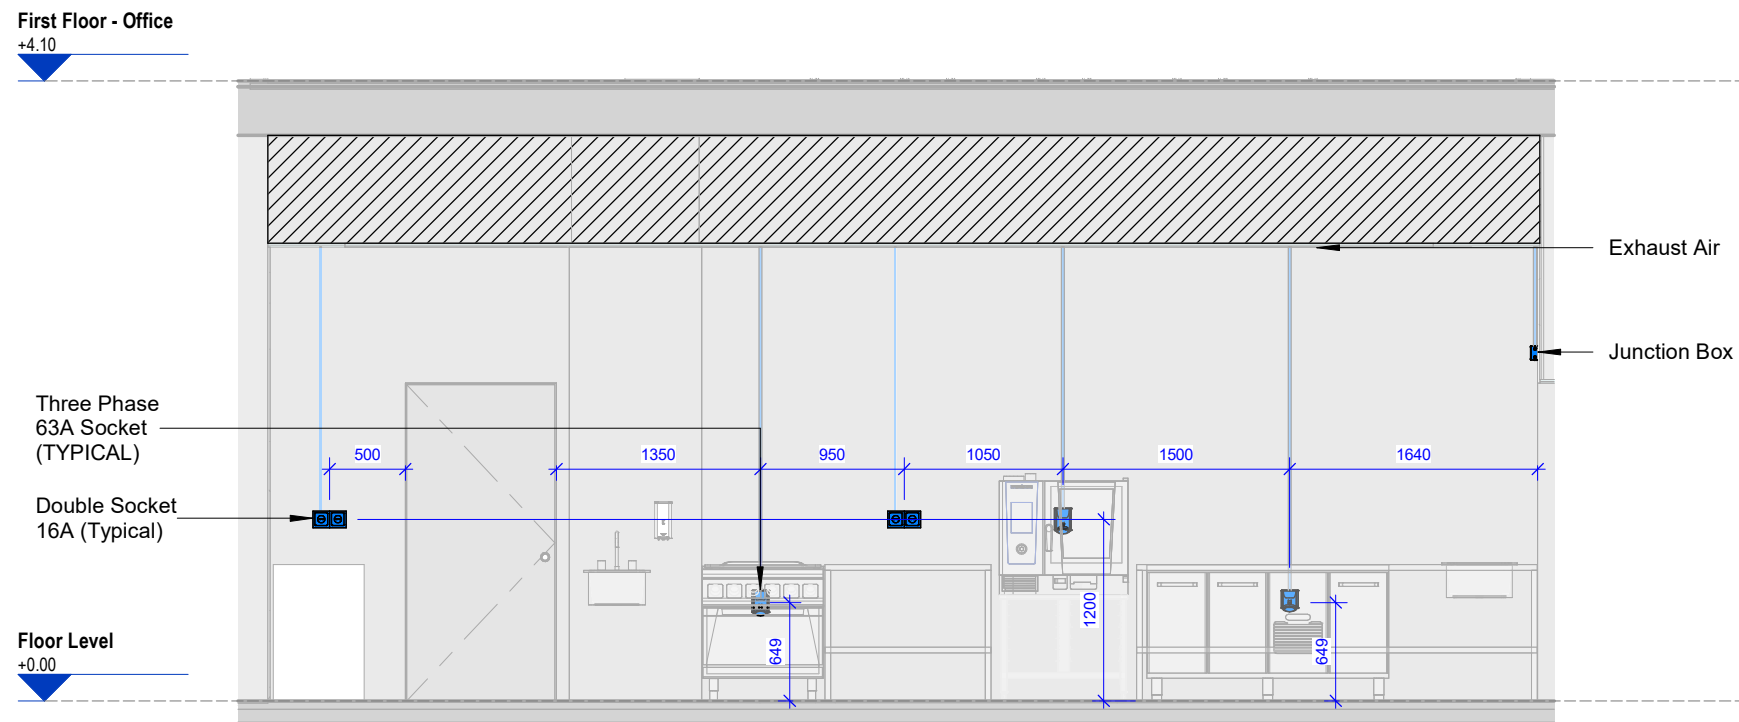 First Floor - Office
+4.10
Exhaust Air
Junction Box
Three Phase
63A Socket
(TYPICAL)
500
1350
950
1050
1500
1640
Double Socket
16A (Typical)
1200
649
649
Floor Level
+0.00